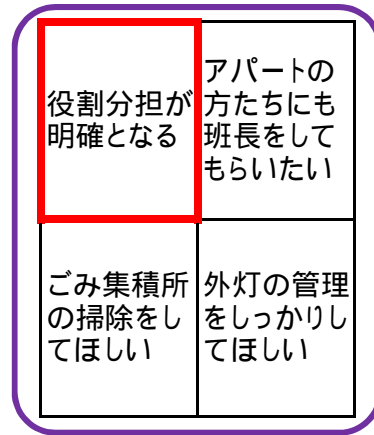 役割分担が
明確となる
アパートの
方たちにも
班長をして
もらいたい
ごみ集積所
の掃除をし
てほしい
外灯の管理
をしっかりし
てほしい